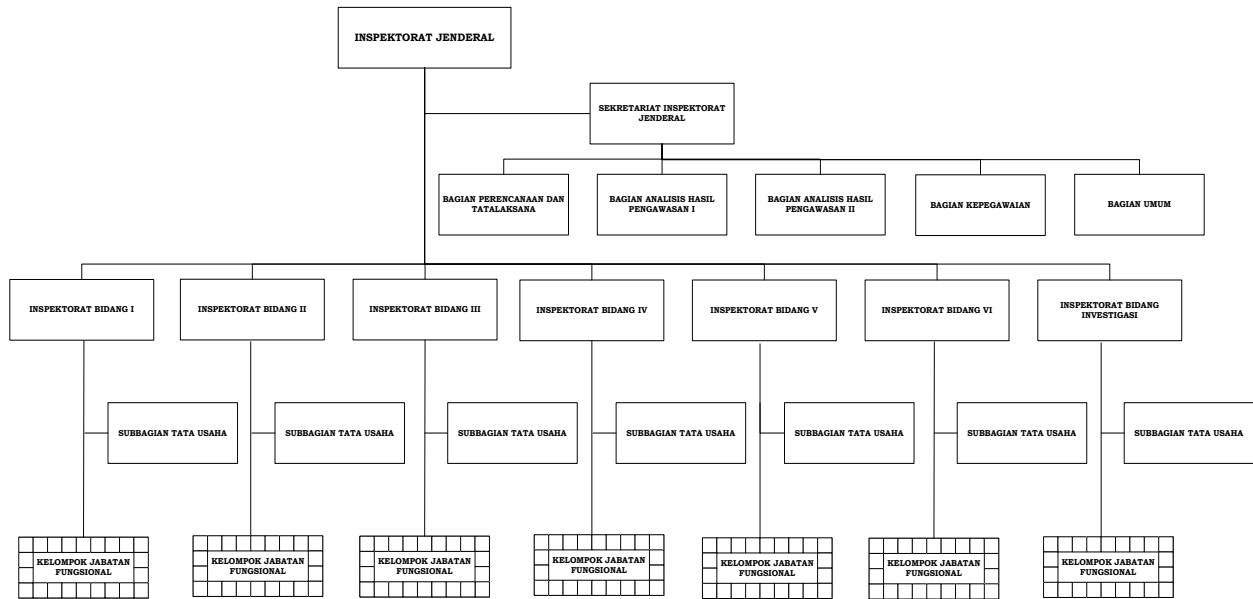 INSPEKTORAT JENDERAL
SEKRETARIAT INSPEKTORAT
JENDERAL
BAGIAN PERENCANAAN DAN
TATALAKSANA
BAGIAN ANALISIS HASIL
PENGAWASAN I
BAGIAN ANALISIS HASIL
PENGAWASAN II
BAGIAN KEPEGAWAIAN
BAGIAN UMUM
INSPEKTORAT BIDANG I
INSPEKTORAT BIDANG II
INSPEKTORAT BIDANG III
INSPEKTORAT BIDANG IV
INSPEKTORAT BIDANG V
INSPEKTORAT BIDANG VI
INSPEKTORAT BIDANG
INVESTIGASI
SUBBAGIAN TATA USAHA
SUBBAGIAN TATA USAHA
SUBBAGIAN TATA USAHA
SUBBAGIAN TATA USAHA
SUBBAGIAN TATA USAHA
SUBBAGIAN TATA USAHA
SUBBAGIAN TATA USAHA
KELOMPOK JABATAN
FUNGSIONAL
KELOMPOK JABATAN
FUNGSIONAL
KELOMPOK JABATAN
FUNGSIONAL
KELOMPOK JABATAN
FUNGSIONAL
KELOMPOK JABATAN
FUNGSIONAL
KELOMPOK JABATAN
FUNGSIONAL
KELOMPOK JABATAN
FUNGSIONAL